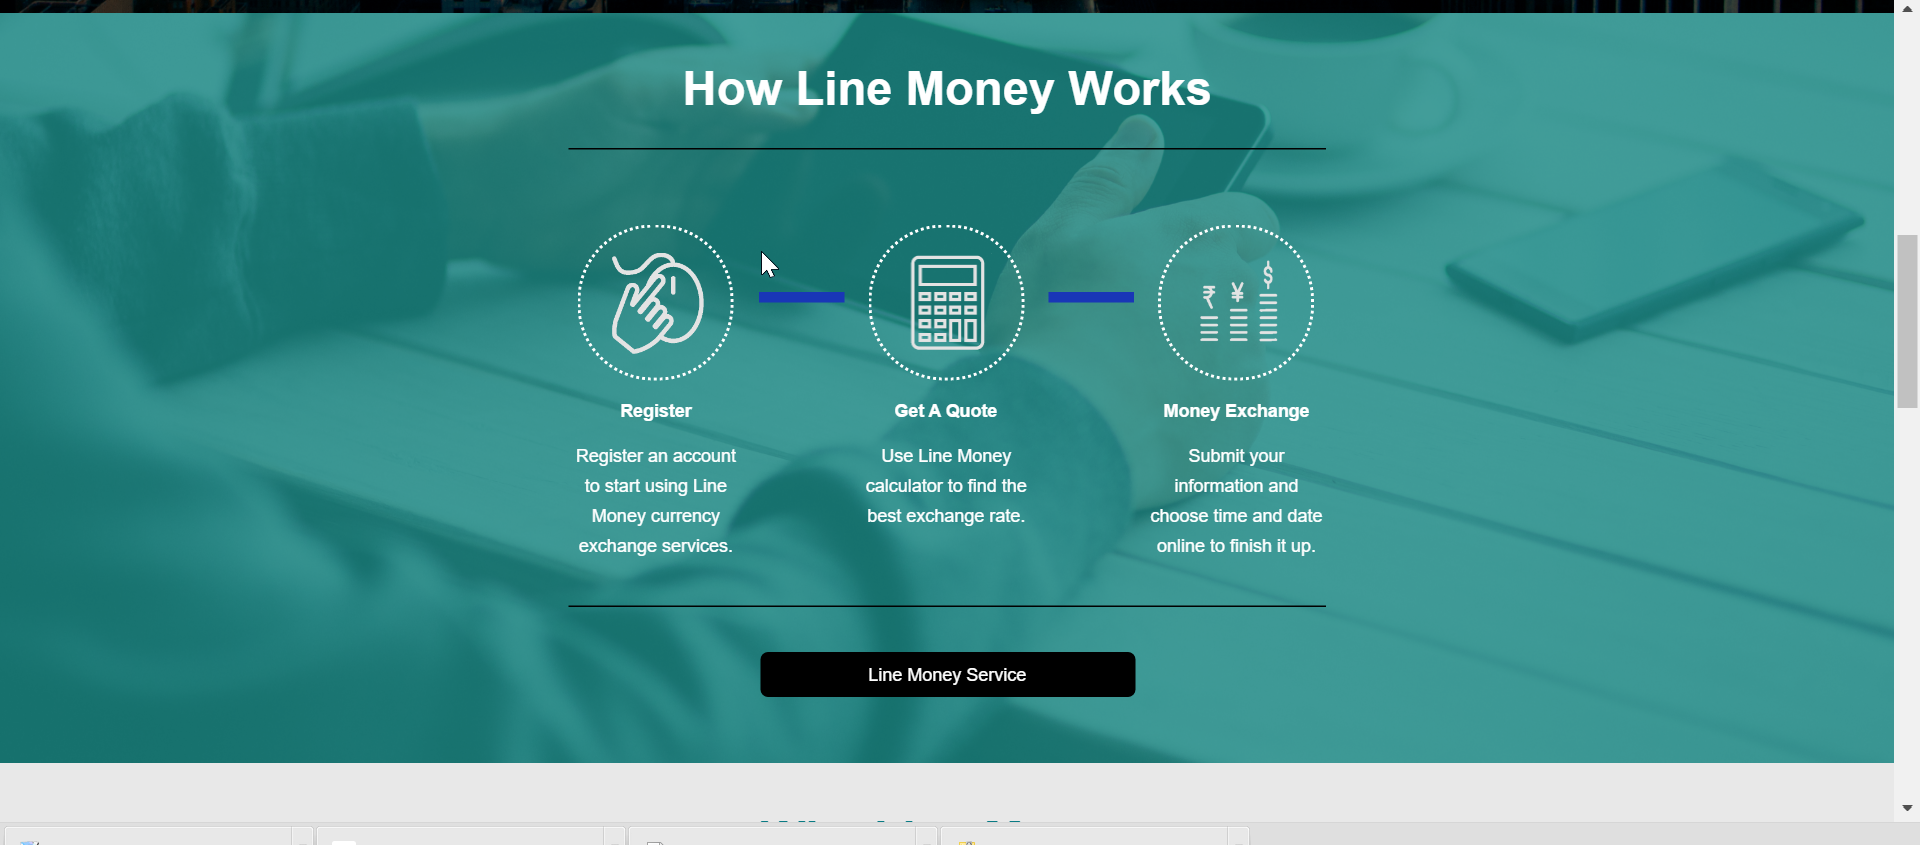 How Line Money Works
Register
Register an account
to start using Line
Money currency
exchange services.
Get A Quote
Use Line Money
calculator to find the
best exchange rate.
₹ ¥ $
Money Exchange
Submit your
information and
choose time and date
online to finish it up.
Line Money Service